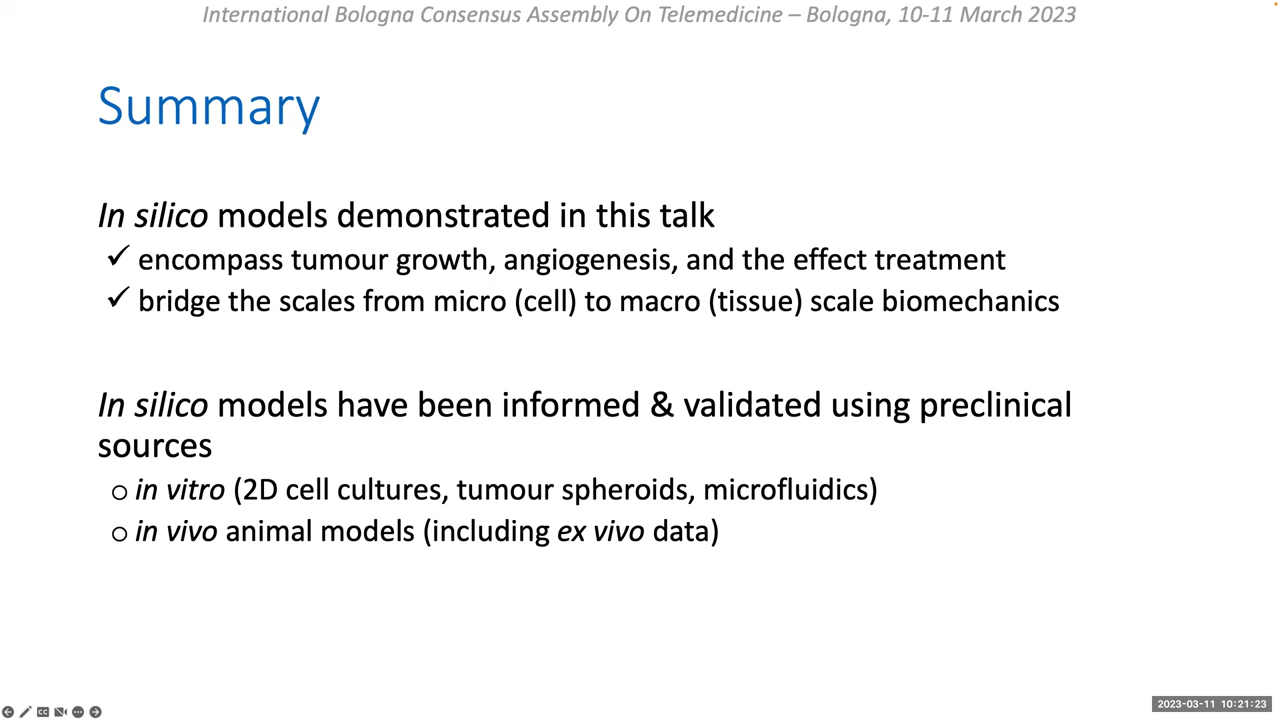 International Bologna Consensus Assembly On Telemedicine – Bologna, 10-11 March 2023
Summary
In silico models demonstrated in this talk
✓ encompass tumour growth, angiogenesis, and the effect treatment
✓ bridge the scales from micro (cell) to macro (tissue) scale biomechanics
In silico models have been informed & validated using preclinical
sources
o in vitro (2D cell cultures, tumour spheroids, microfluidics)
o in vivo animal models (including ex vivo data)
CC
2023-03-11 10:21:23